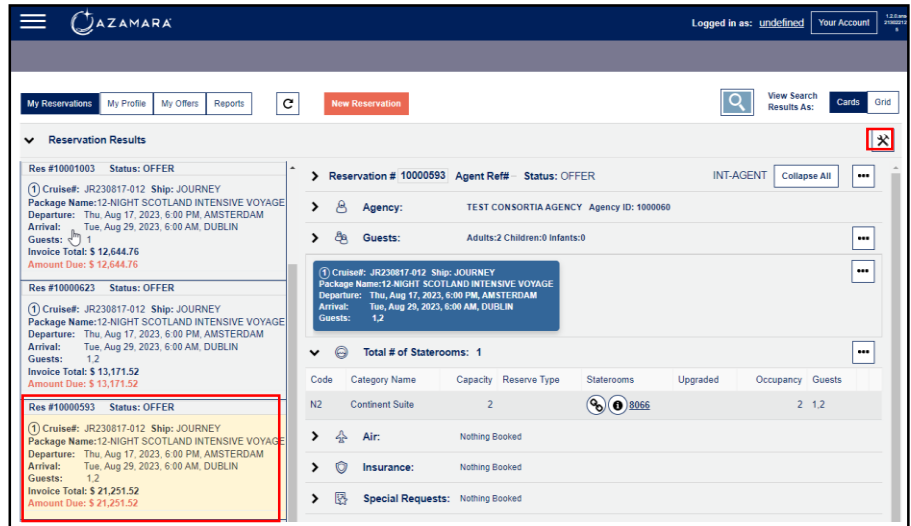 AZAMARA
Logged in as: undefined
Your Account
My Reservations
My Profile
My Offers
Reports
New Reservation
View Search
Results As:
Cards
Grid
Reservation Results
Res #10001003 Status: OFFER
1 Cruise#: JR230817-012 Ship: JOURNEY
Package Name:12-NIGHT SCOTLAND INTENSIVE VOYAGE
Departure: Thu, Aug 17, 2023, 6:00 PM, AMSTERDAM
Arrival: Tue, Aug 29, 2023, 6:00 AM, DUBLIN
Guests: 1
Invoice Total: $ 12,644.76
Amount Due: $ 12,644.76
Res #10000623 Status: OFFER
1 Cruise#: JR230817-012 Ship: JOURNEY
Package Name:12-NIGHT SCOTLAND INTENSIVE VOYAGE
Departure: Thu, Aug 17, 2023, 6:00 PM, AMSTERDAM
Arrival: Tue, Aug 29, 2023, 6:00 AM, DUBLIN
Guests: 1,2
Invoice Total: $ 13,171.52
Amount Due: $ 13,171.52
Res #10000593 Status: OFFER
1 Cruise#: JR230817-012 Ship: JOURNEY
Package Name:12-NIGHT SCOTLAND INTENSIVE VOYAGE
Departure: Thu, Aug 17, 2023, 6:00 PM, AMSTERDAM
Arrival: Tue, Aug 29, 2023, 6:00 AM, DUBLIN
Guests: 1,2
Invoice Total: $ 21,251.52
Amount Due: $ 21,251.52
Reservation # 10000593 Agent Ref# Status: OFFER INT-AGENT Collapse All
Agency: TEST CONSORTIA AGENCY Agency ID: 1000060
Guests: Adults:2 Children:0 Infants:0
1 Cruise#: JR230817-012 Ship: JOURNEY
Package Name:12-NIGHT SCOTLAND INTENSIVE VOYAGE
Departure: Thu, Aug 17, 2023, 6:00 PM, AMSTERDAM
Arrival: Tue, Aug 29, 2023, 6:00 AM, DUBLIN
Guests: 1,2
Total # of Staterooms: 1
Code Category Name Capacity Reserve Type Staterooms Upgraded Occupancy Guests
N2 Continent Suite 2 8066 2 1,2
Air: Nothing Booked
Insurance: Nothing Booked
Special Requests: Nothing Booked